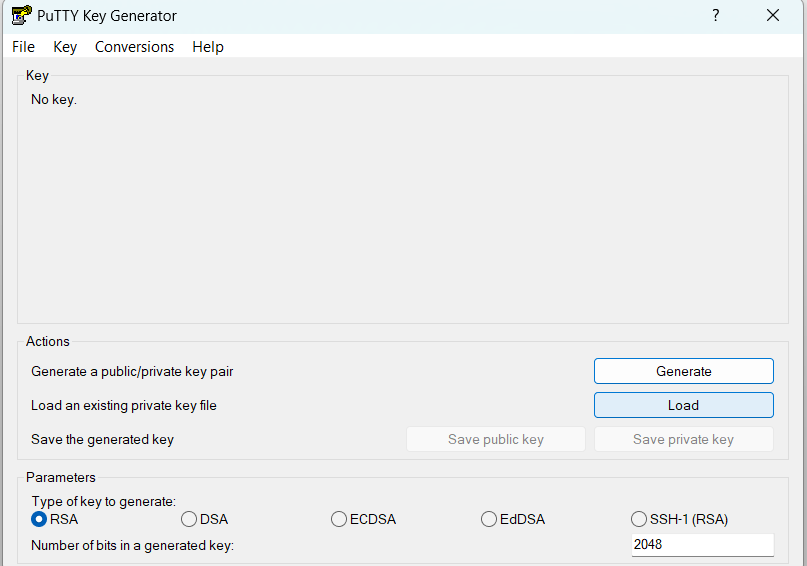 PuTTY Key Generator ?
File Key Conversions Help
Key
No key.
Actions
Generate a public/private key pair Generate
Load an existing private key file Load
Save the generated key Save public key Save private key
Parameters
Type of key to generate:
RSA DSA ECDSA EdDSA SSH-1 (RSA)
Number of bits in a generated key: 2048